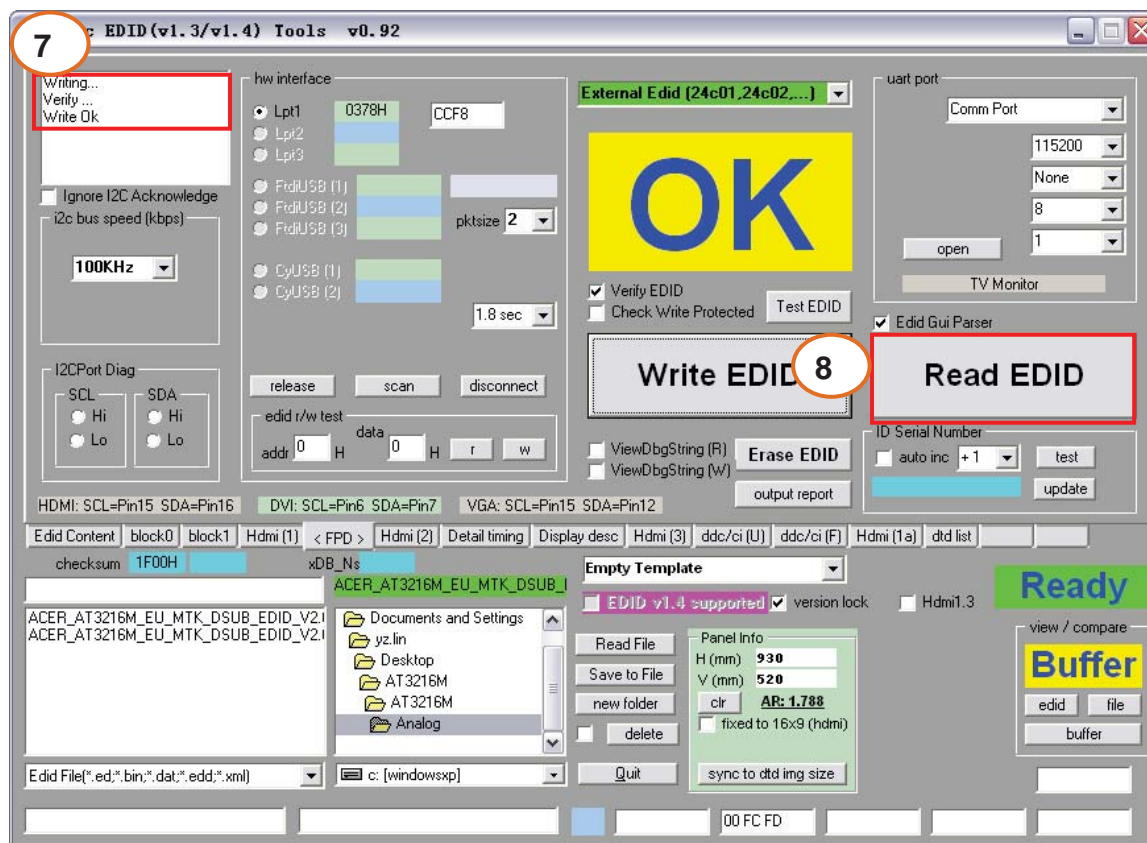 7
c EDID(v1.3/v1.4) Tools v0.92
Writing...
Verify ...
Write Ok
Ignore I2C Acknowledge
i2c bus speed (kbps)
100KHz
I2CPort Diag
SCL SDA
Hi Hi
Lo Lo
hw interface
Lpt1 0378H CCF8
Lpt2
Lpt3
FtdiUSB (1)
FtdiUSB (2)
FtdiUSB (3)
pktsize 2
CyUSB (1)
CyUSB (2)
1.8 sec
release scan disconnect
edid r/w test
addr 0 H data 0 H r w
External Edid (24c01,24c02,...)
OK
Verify EDID
Check Write Protected
Test EDID
Write EDID
8
ViewDbgString (R)
ViewDbgString (W)
Erase EDID
output report
uart port
Comm Port
115200
None
8
1
open
TV Monitor
Edid Gui Parser
Read EDID
ID Serial Number
auto inc +1 test
update
HDMI: SCL=Pin15 SDA=Pin16 DVI: SCL=Pin6 SDA=Pin7 VGA: SCL=Pin15 SDA=Pin12
Edid Content block0 block1 Hdmi (1) < FPD > Hdmi (2) Detail timing Display desc Hdmi (3) ddc/ci (U) ddc/ci (F) Hdmi (1a) dtd list
checksum 1F00H xDB_Ns
ACER_AT3216M_EU_MTK_DSUB_
ACER_AT3216M_EU_MTK_DSUB_EDID_V2.
ACER_AT3216M_EU_MTK_DSUB_EDID_V2.
Edid File(*.ed;*.bin;*.dat;*.edd;*.xml)
Documents and Settings
yz.lin
Desktop
AT3216M
AT3216M
Analog
c: [windowsxp]
Empty Template
EDID v1.4 supported version lock Hdmi1.3
Read File
Save to File
new folder
delete
Quit
Panel Info
H (mm) 930
V (mm) 520
clr AR: 1.788
fixed to 16x9 (hdmi)
sync to dtd img size
Ready
view / compare
Buffer
edid file
buffer
00 FC FD